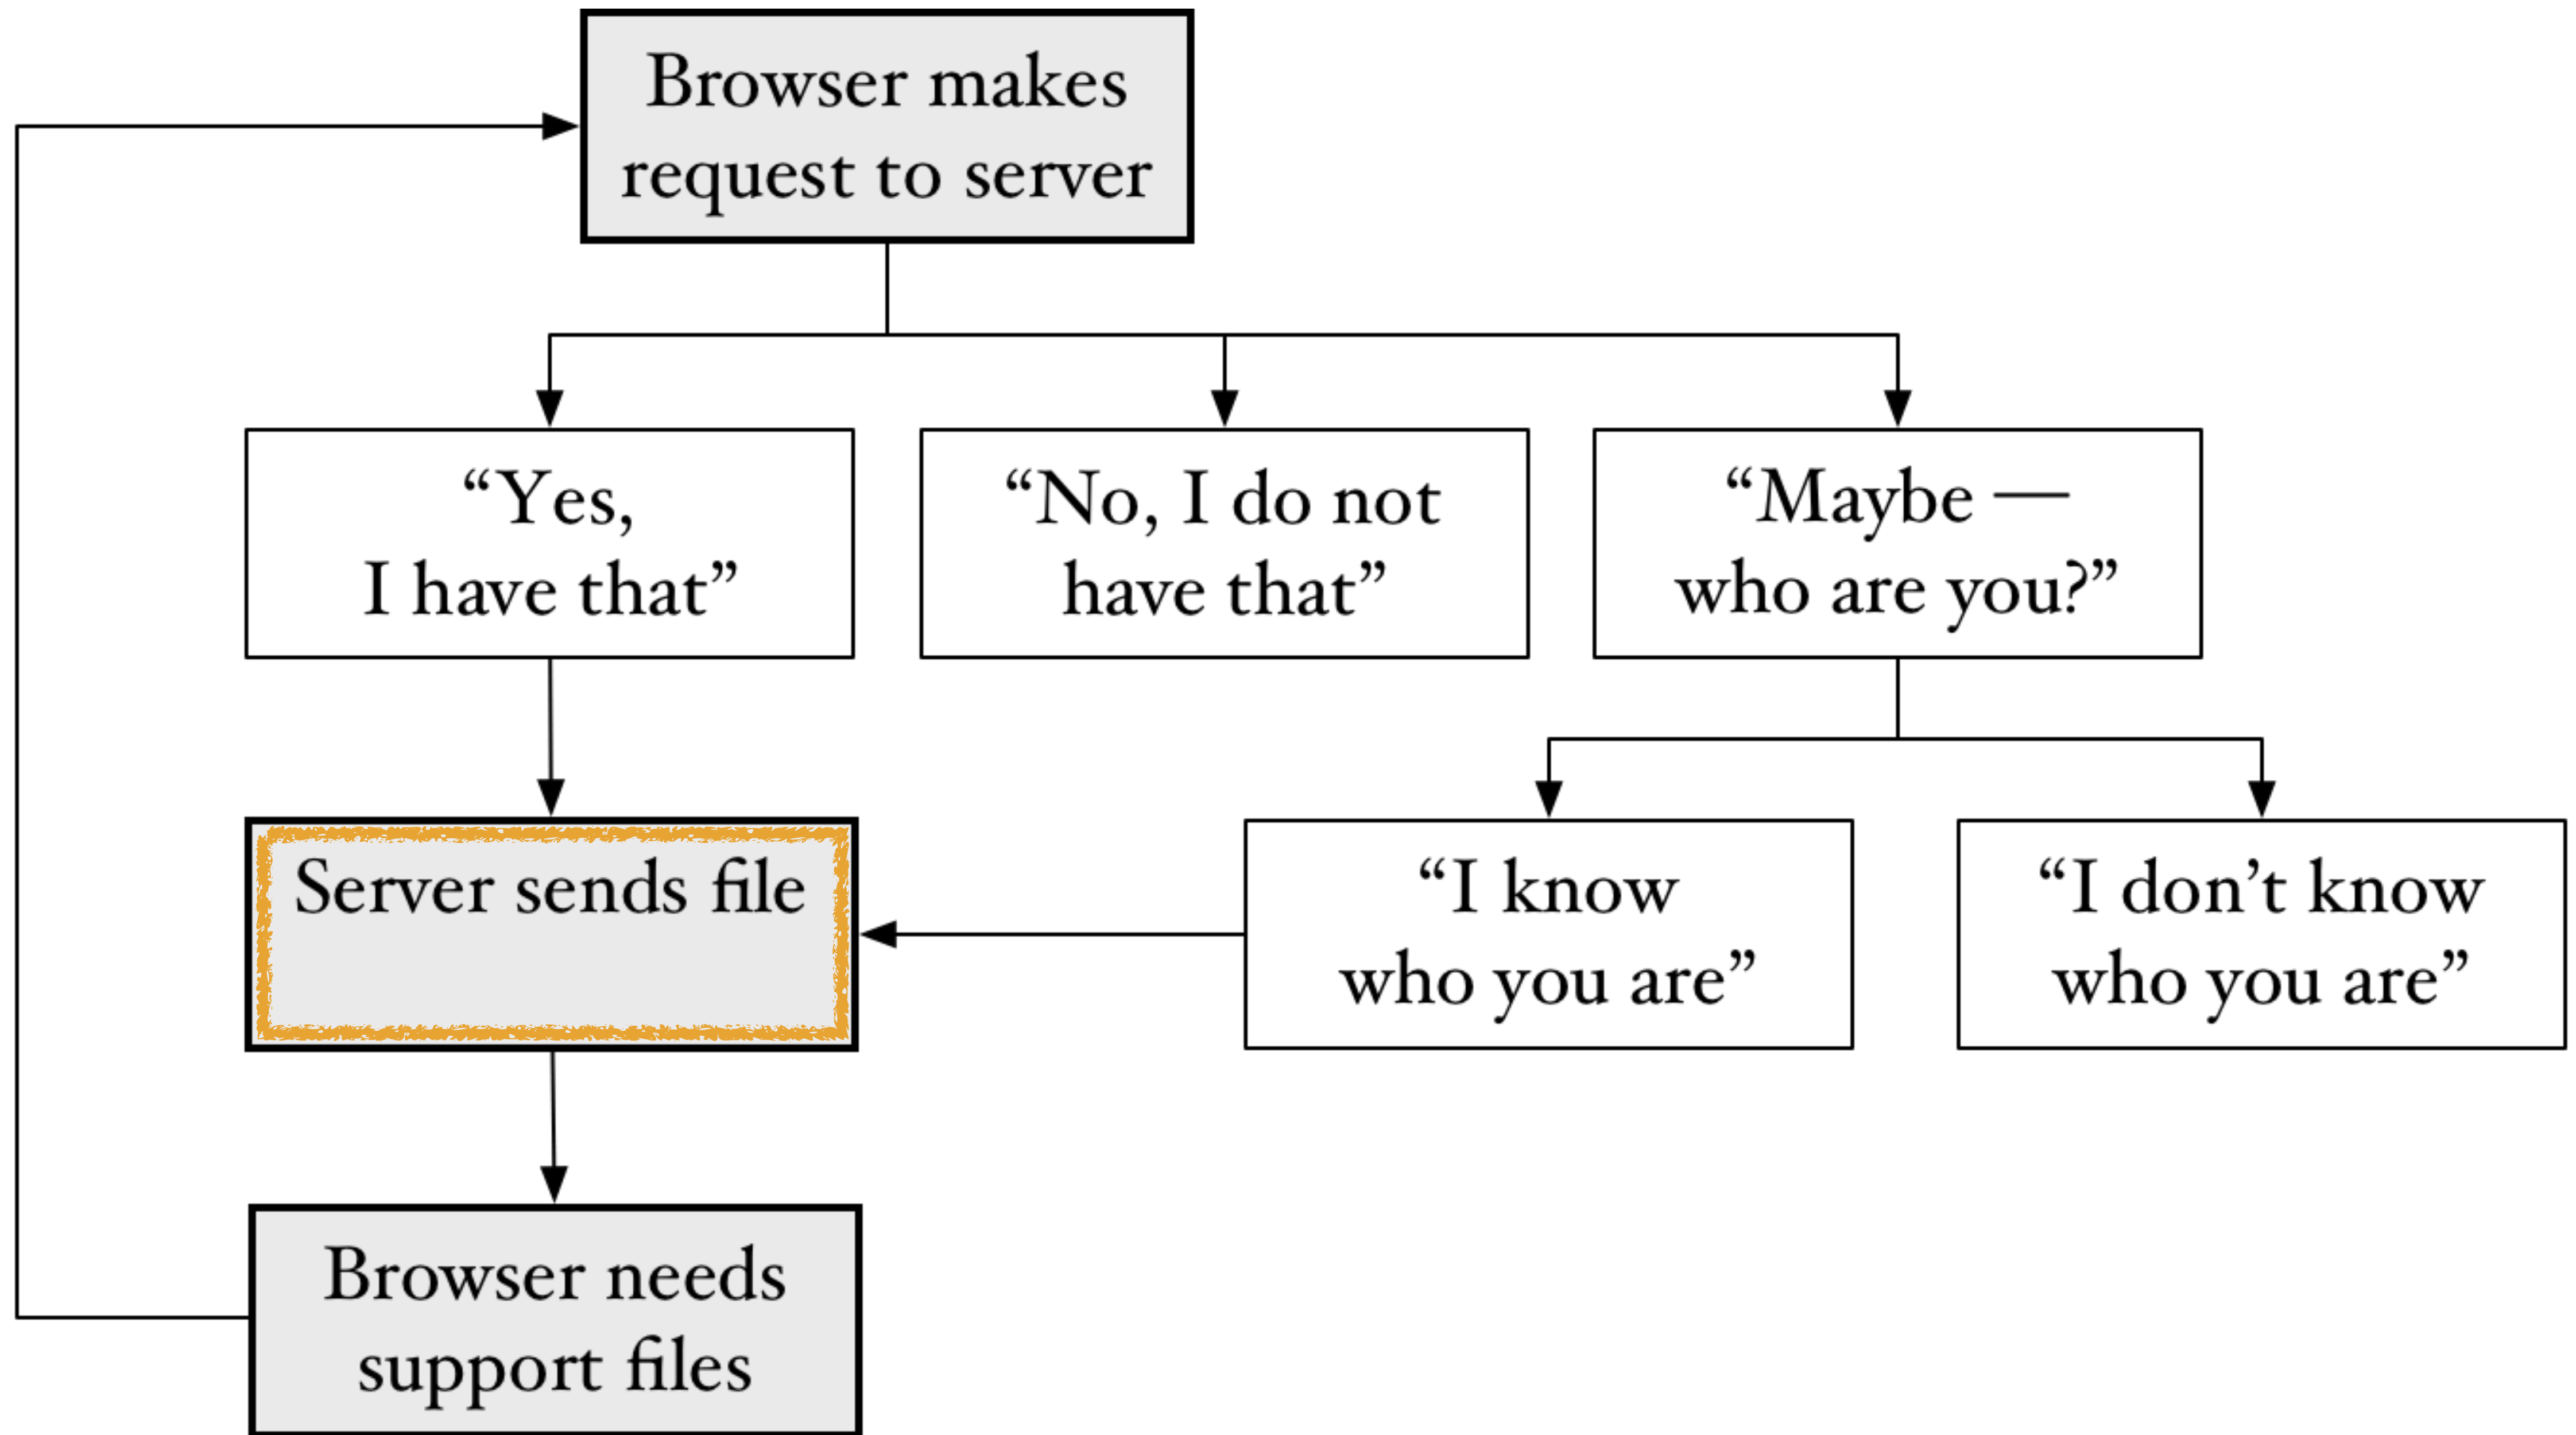 Browser makes
request to server
“Yes,
I have that”
“No, I do not
have that”
“Maybe —
who are you?”
Server sends file
“I know
who you are”
“I don’t know
who you are”
Browser needs
support files